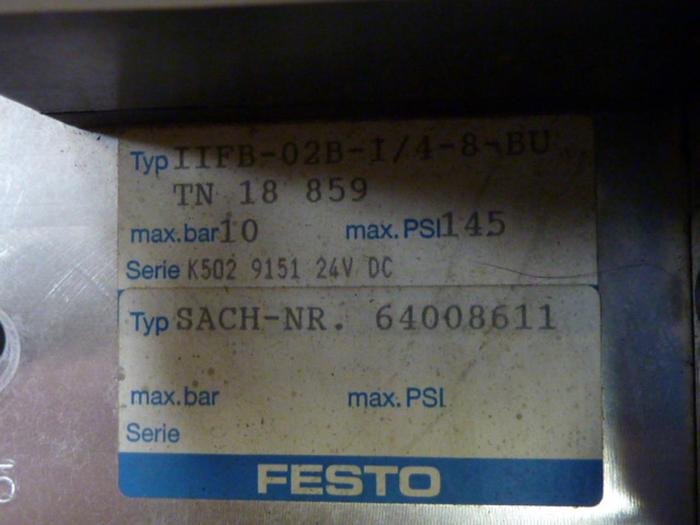 Typ IIFB-02B-1/4-8-BU
TN 18 859
max.bar 10 max.PSI 145
Serie K502 9151 24V DC
Typ SACH-NR. 64008611
max.bar max.PSI
Serie
FESTO